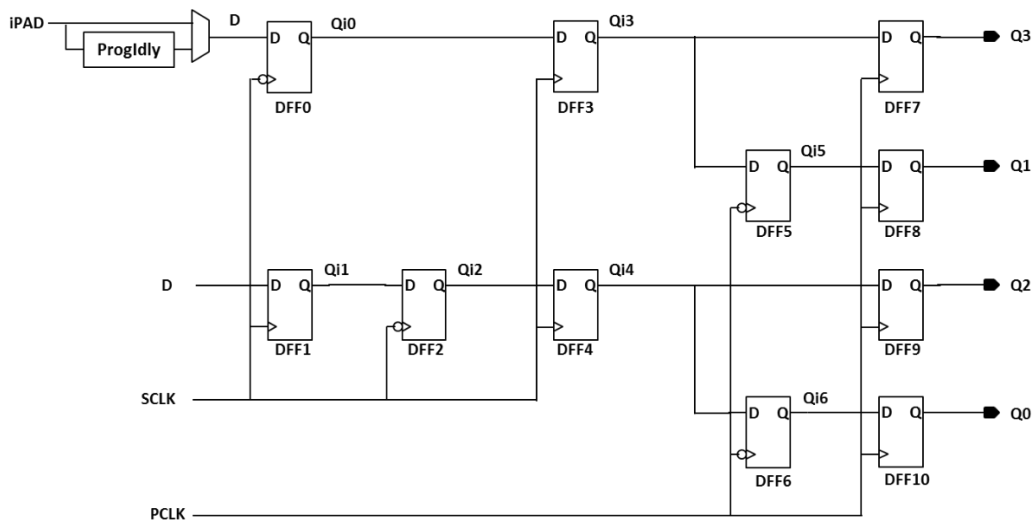 iPAD
D
ProgIdly
D Q
Qi0
DFF0
D Q
Qi3
DFF3
D Q
DFF7
Q3
D Q
Qi5
DFF5
D Q
DFF8
Q1
D
D Q
Qi1
DFF1
D Q
Qi2
DFF2
D Q
Qi4
DFF4
D Q
DFF9
Q2
SCLK
D Q
Qi6
DFF6
D Q
DFF10
Q0
PCLK